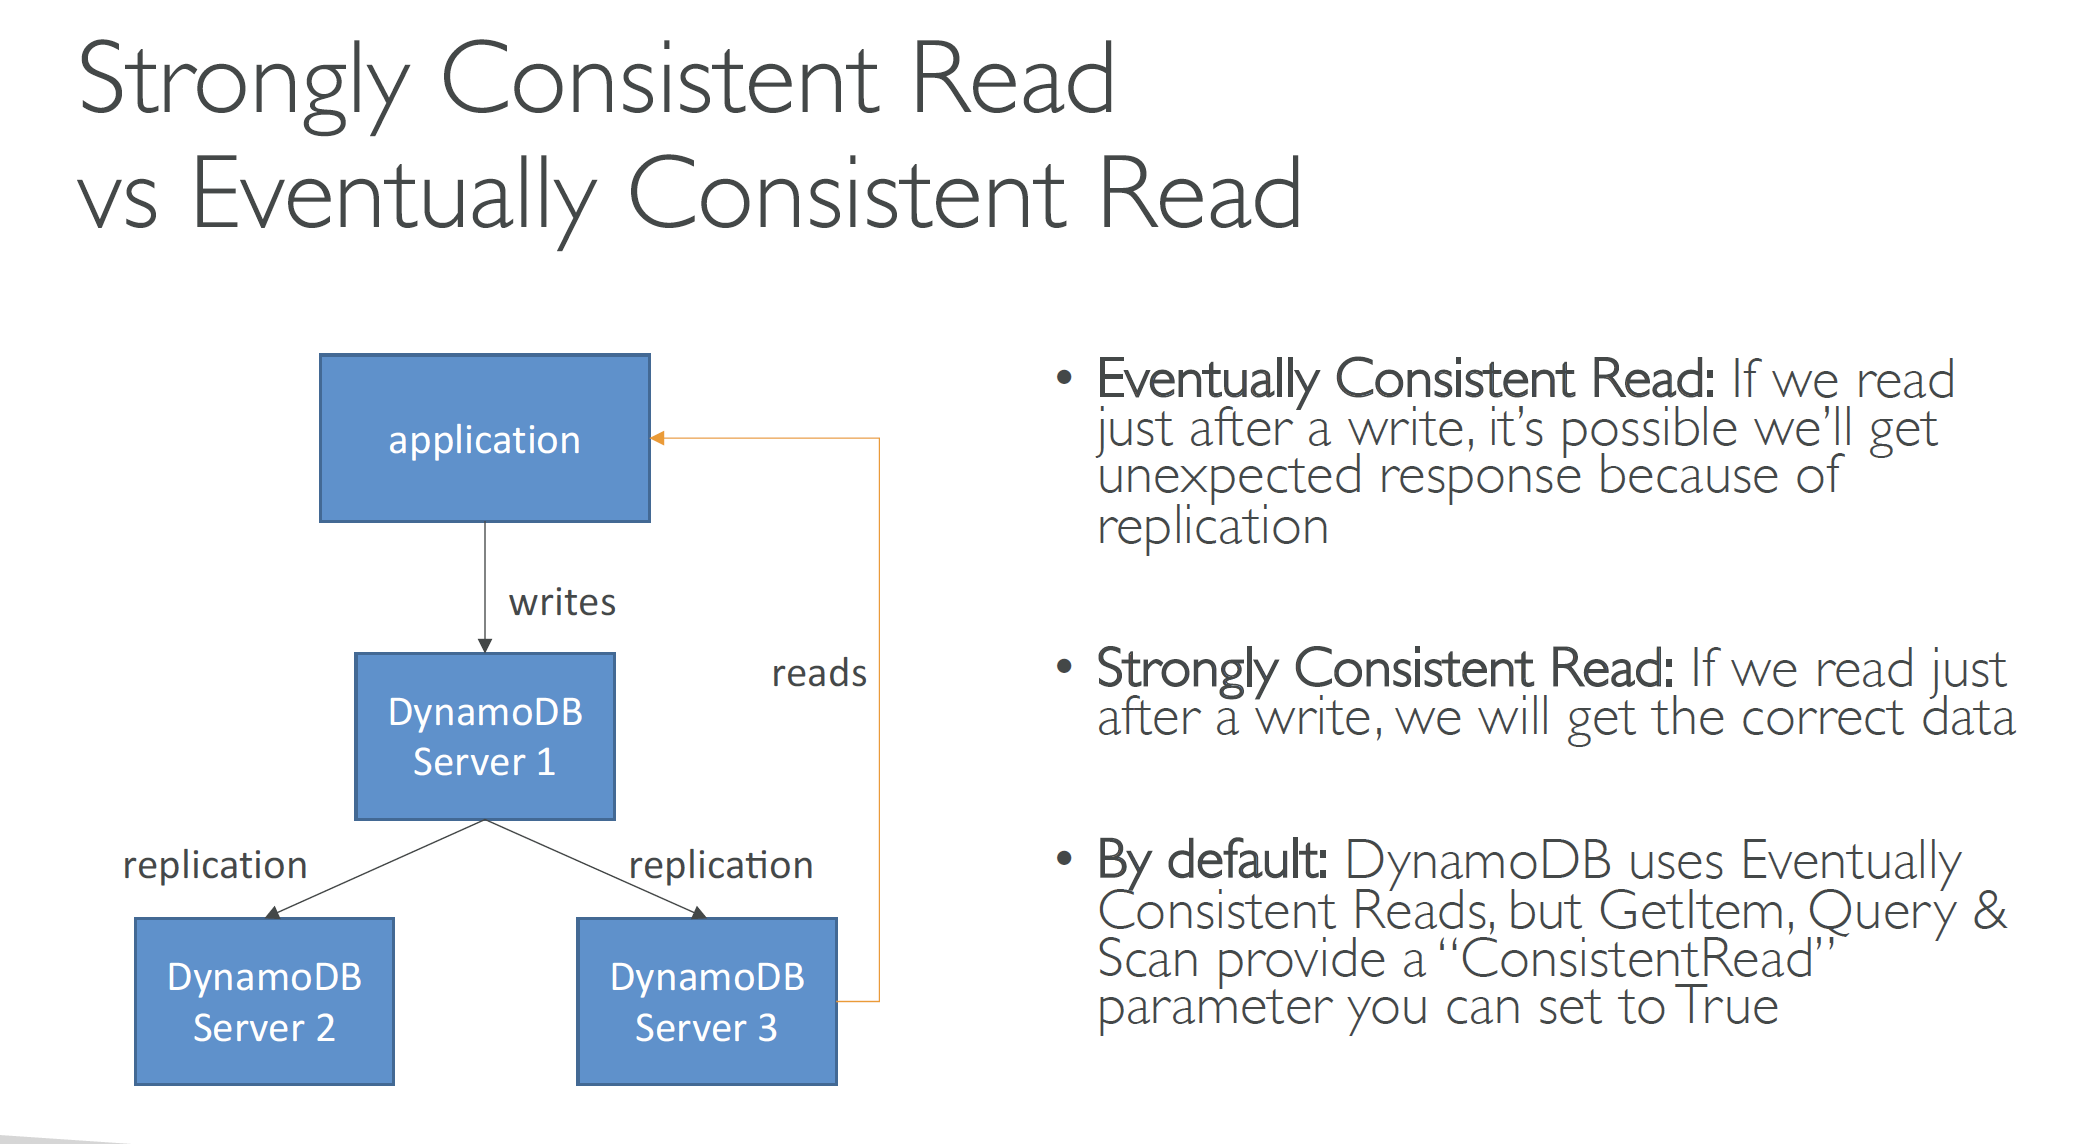 Strongly Consistent Read
vs Eventually Consistent Read
application
writes
reads
DynamoDB
Server 1
replication
replication
DynamoDB
Server 2
DynamoDB
Server 3
• Eventually Consistent Read: If we read
just after a write, it’s possible we’ll get
unexpected response because of
replication
• Strongly Consistent Read: If we read just
after a write, we will get the correct data
• By default: DynamoDB uses Eventually
Consistent Reads, but GetItem, Query &
Scan provide a “ConsistentRead”
parameter you can set to True